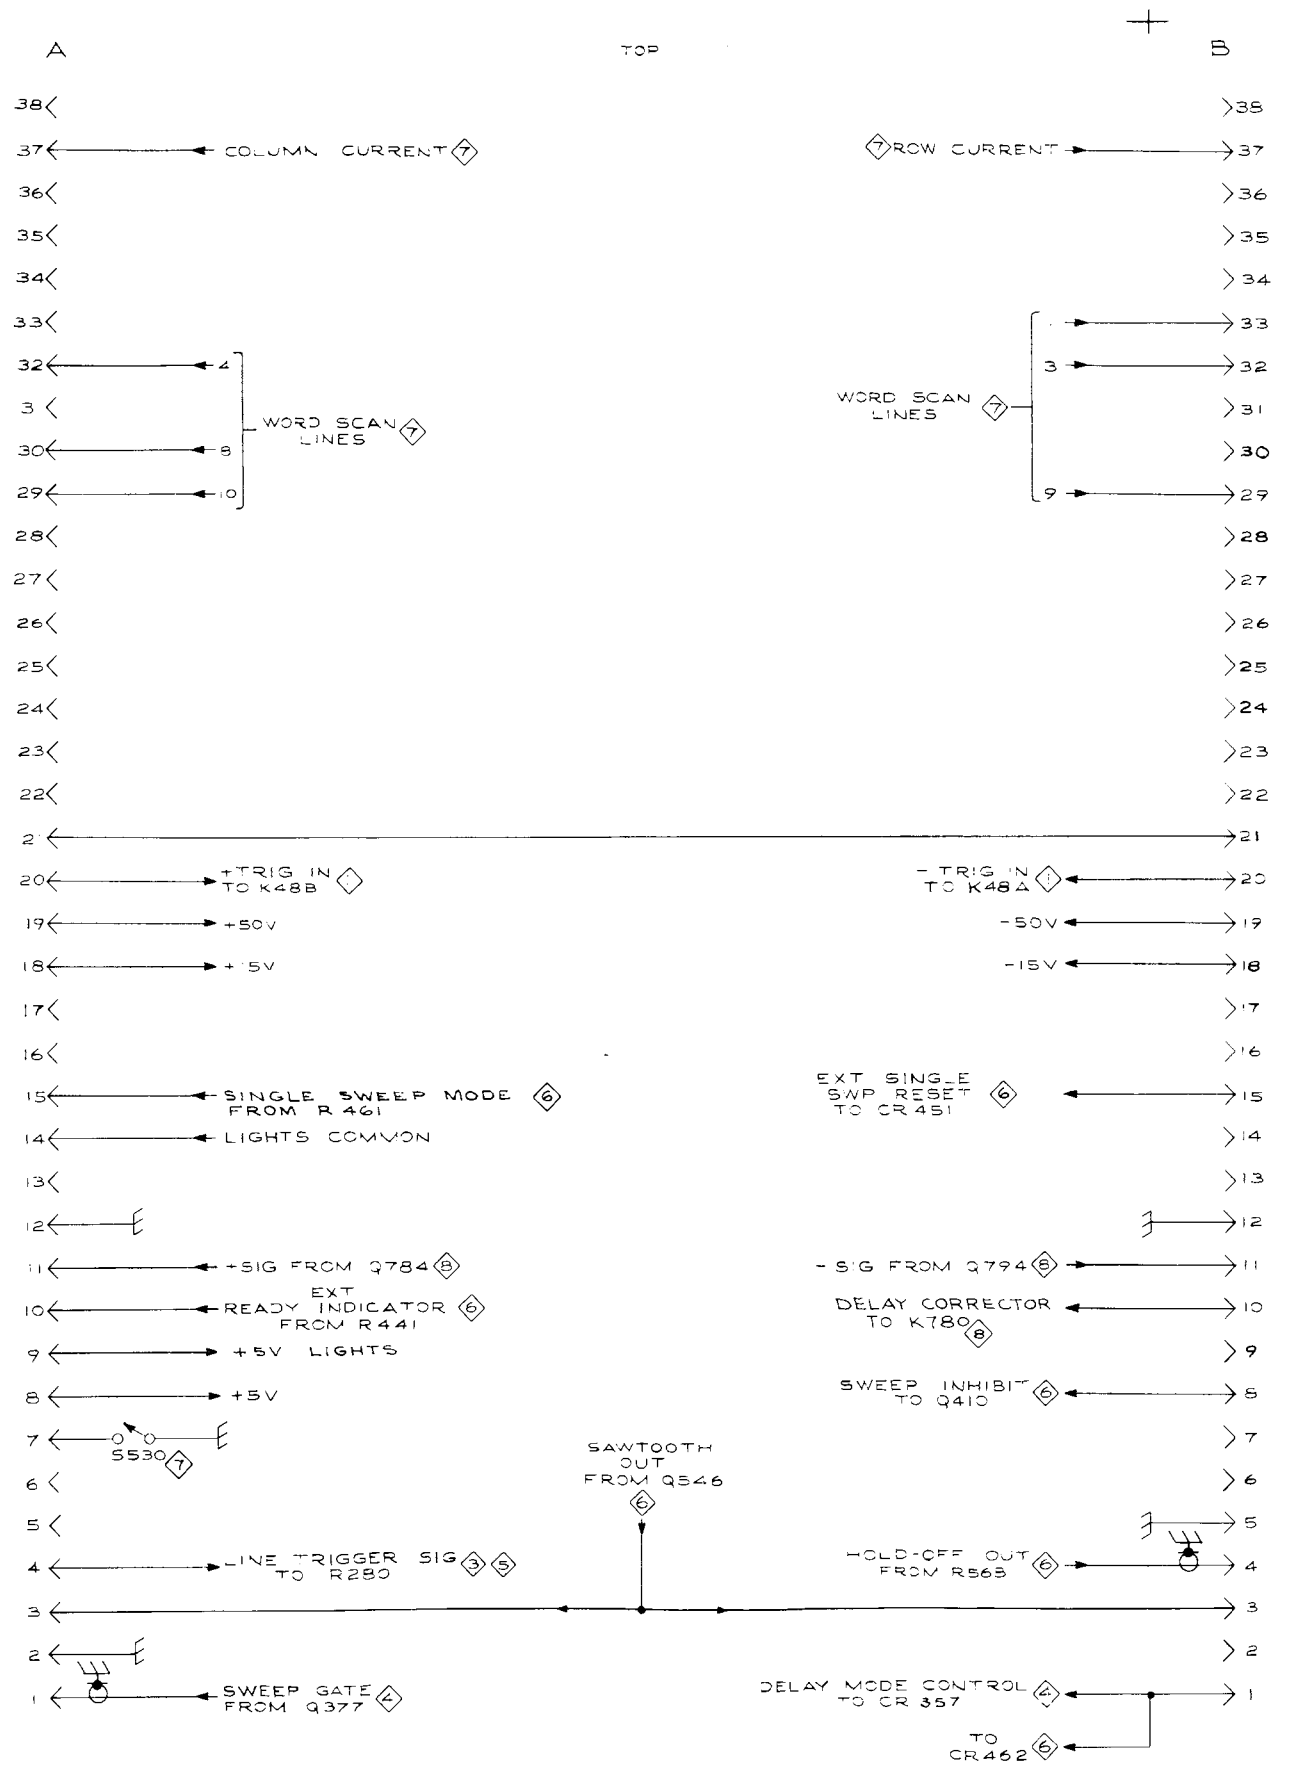 A TOP B
38 38
37 COLUMN CURRENT 7 7 ROW CURRENT 37
36 36
35 35
34 34
33 33
32 4 3 32
3 WORD SCAN LINES 7 WORD SCAN LINES 7 31
30 8 30
29 10 9 29
28 28
27 27
26 26
25 25
24 24
23 23
22 22
2 21
20 +TRIG IN TO K48B 1 - TRIG IN TO K48A 1 20
19 +50V -50V 19
18 + 15V -15V 18
17 17
16 16
15 SINGLE SWEEP MODE FROM R 461 6 EXT SINGLE SWP RESET TO CR451 6 15
14 LIGHTS COMMON 14
13 13
12 12
11 +SIG FROM Q784 8 - SIG FROM Q794 8 11
10 EXT READY INDICATOR FROM R441 6 DELAY CORRECTOR TO K780 8 10
9 +5V LIGHTS 9
8 +5V SWEEP INHIBIT TO Q410 6 8
7 S530 7 7
SAWTOOTH OUT FROM Q546 6
6 6
5 5
4 LINE TRIGGER SIG TO R280 3 5 HOLD-OFF OUT FROM R563 6 4
3 3
2 2
1 SWEEP GATE FROM Q377 4 DELAY MODE CONTROL TO CR 357 4 1
TO CR462 6